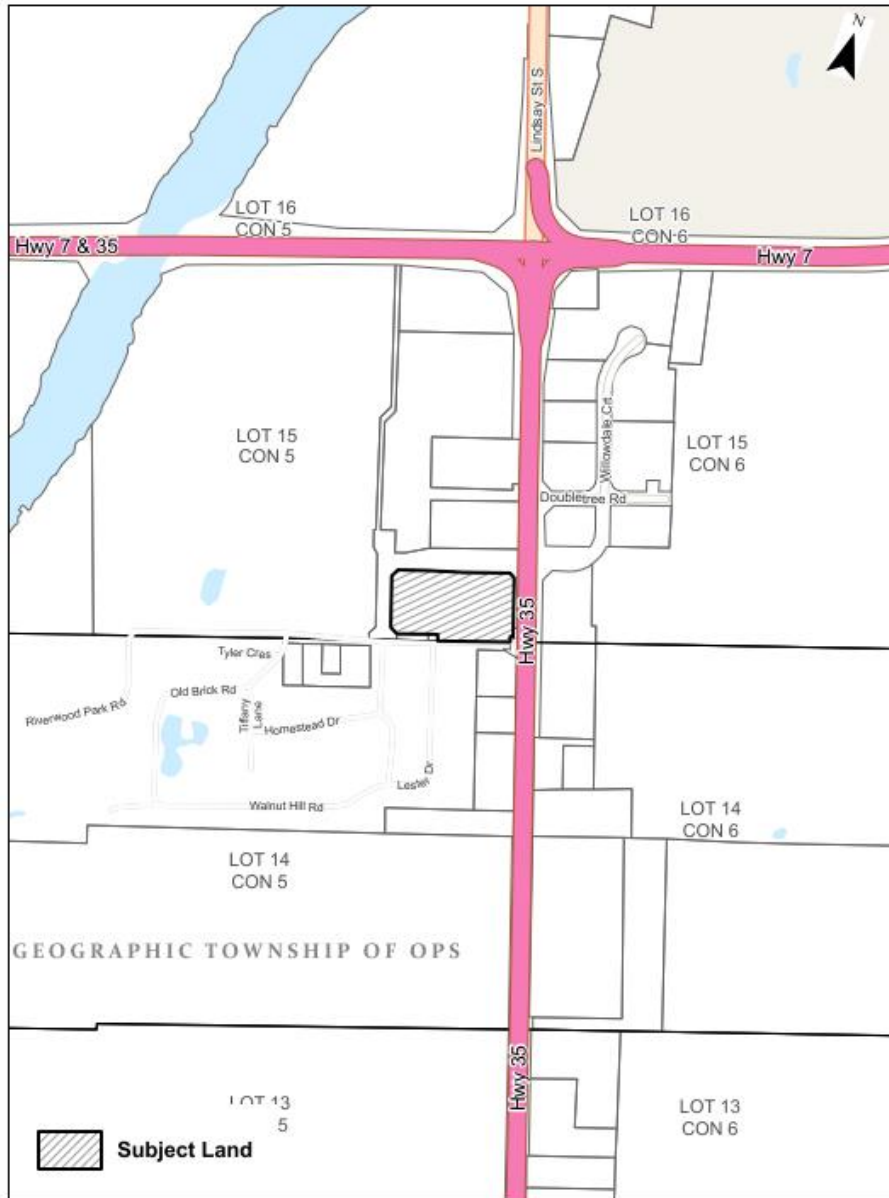 N
Lindsay St S
LOT 16
CON 5
LOT 16
CON 6
Hwy 7 & 35
Hwy 7
LOT 15
CON 5
Willowdale Crt
LOT 15
CON 6
Doubletree Rd
Hwy 35
Tyler Cres
Old Brick Rd
Riverwood Park Rd
Tiffany
Lane
Homestead Dr
Lester Dr
Walnut Hill Rd
LOT 14
CON 6
LOT 14
CON 5
GEOGRAPHIC TOWNSHIP OF OPS
Hwy 35
LOT 13
5
LOT 13
CON 6
Subject Land